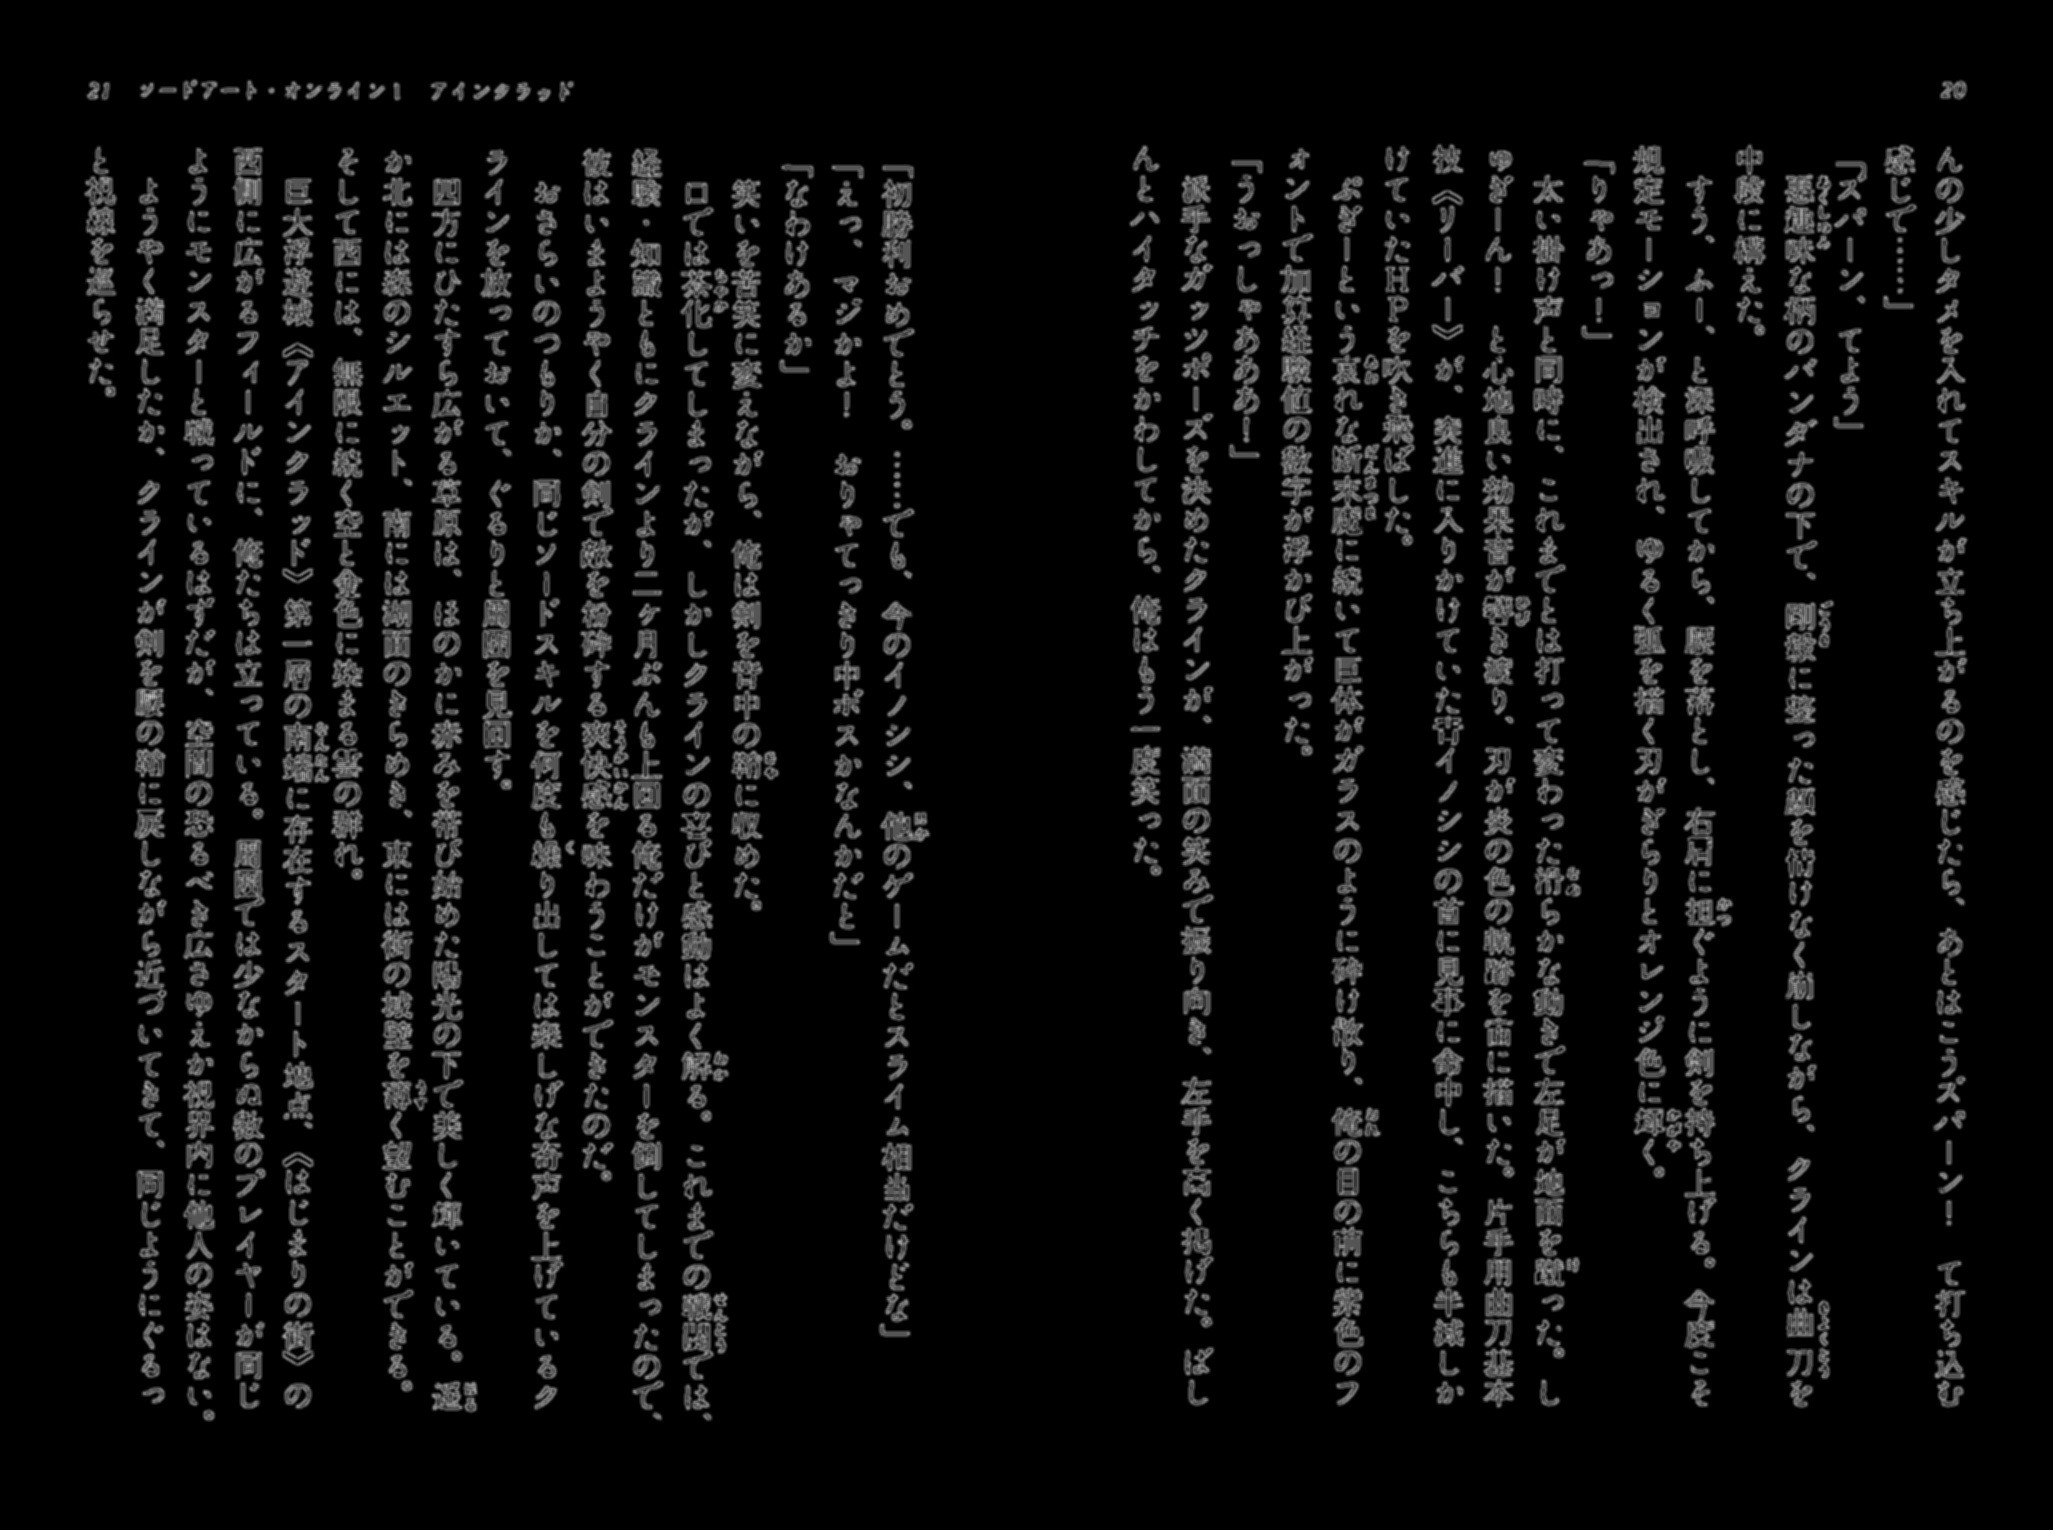 20
んの少しタメを入れてスキルが立ち上がるのを感じたら、あとはこうズパーン！　て打ち込む
感じで……」
「ズパーン、てよう」
悪趣味な柄のバンダナの下で、剛毅に整った顔を情けなく崩しながら、クラインは曲刀を
中段に構えた。
すう、ふー、と深呼吸してから、腰を落とし、右肩に担ぐように剣を持ち上げる。今度こそ
規定モーションが検出され、ゆるく弧を描く刃がぎらりとオレンジ色に輝く。
「りゃあっ！」
太い掛け声と同時に、これまでとは打って変わった滑らかな動きで左足が地面を蹴った。し
ゅぎーん！　と心地良い効果音が響き渡り、刃が炎の色の軌跡を宙に描いた。片手用曲刀基本
技《リーバー》が、突進に入りかけていた青イノシシの首に見事に命中し、こちらも半減しか
けていたＨＰを吹き飛ばした。
ぷぎーという哀れな断末魔に続いて巨体がガラスのように砕け散り、俺の目の前に紫色のフ
ォントで加算経験値の数字が浮かび上がった。
「うおっしゃあああ！」
派手なガッツポーズを決めたクラインが、満面の笑みで振り向き、左手を高く掲げた。ばし
んとハイタッチをかわしてから、俺はもう一度笑った。
21　ソードアート・オンライン1　アインクラッド
「初勝利おめでとう。……でも、今のイノシシ、他のゲームだとスライム相当だけどな」
「えっ、マジかよ！　おりゃてっきり中ボスかなんかだと」
「なわけあるか」
笑いを苦笑に変えながら、俺は剣を背中の鞘に収めた。
口では茶化してしまったが、しかしクラインの喜びと感動はよく解る。これまでの戦闘では、
経験・知識ともにクラインより二ヶ月ぶんも上回る俺だけがモンスターを倒してしまったので、
彼はいまようやく自分の剣で敵を粉砕する爽快感を味わうことができたのだ。
おさらいのつもりか、同じソードスキルを何度も繰り出しては楽しげな奇声を上げているク
ラインを放っておいて、ぐるりと周囲を見回す。
四方にひたすら広がる草原は、ほのかに赤みを帯び始めた陽光の下で美しく輝いている。遥
か北には森のシルエット、南には湖面のきらめき、東には街の城壁を薄く望むことができる。
そして西には、無限に続く空と金色に染まる雲の群れ。
巨大浮遊城《アインクラッド》第一層の南端に存在するスタート地点、《はじまりの街》の
西側に広がるフィールドに、俺たちは立っている。周囲では少なからぬ数のプレイヤーが同じ
ようにモンスターと戦っているはずだが、空間の恐るべき広さゆえか視界内に他人の姿はない。
ようやく満足したか、クラインが剣を腰の鞘に戻しながら近づいてきて、同じようにぐるっ
と視線を巡らせた。